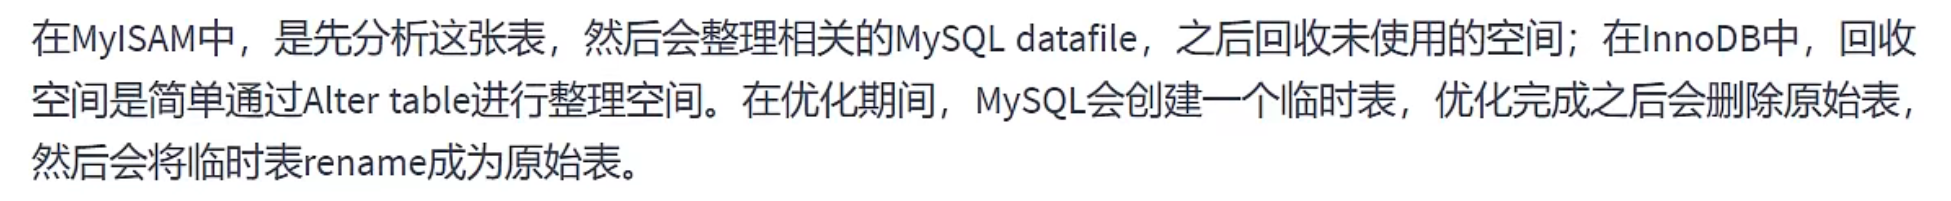 在MyISAM中，是先分析这张表，然后会整理相关的MySQL datafile，之后回收未使用的空间；在InnoDB中，回收
空间是简单通过Alter table进行整理空间。在优化期间，MySQL会创建一个临时表，优化完成之后会删除原始表，
然后会将临时表rename成为原始表。